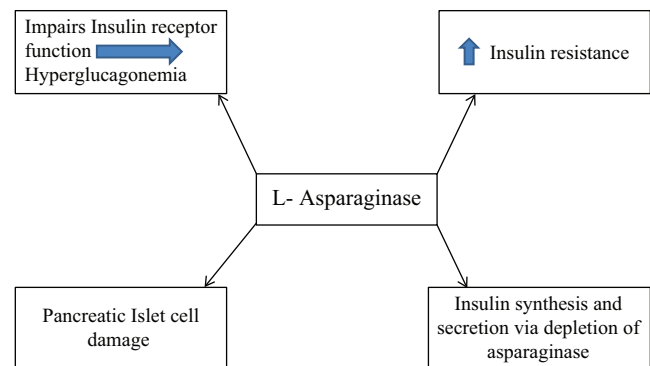 Impairs Insulin receptor
function
Hyperglucagonemia
Insulin resistance
L- Asparaginase
Pancreatic Islet cell
damage
Insulin synthesis and
secretion via depletion of
asparaginase